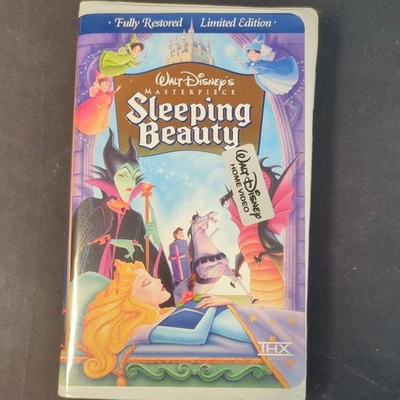 · Fully Restored Limited Edition ·
WALT DISNEY'S
MASTERPIECE
Sleeping
Beauty
WALT DISNEY
HOME VIDEO
THX